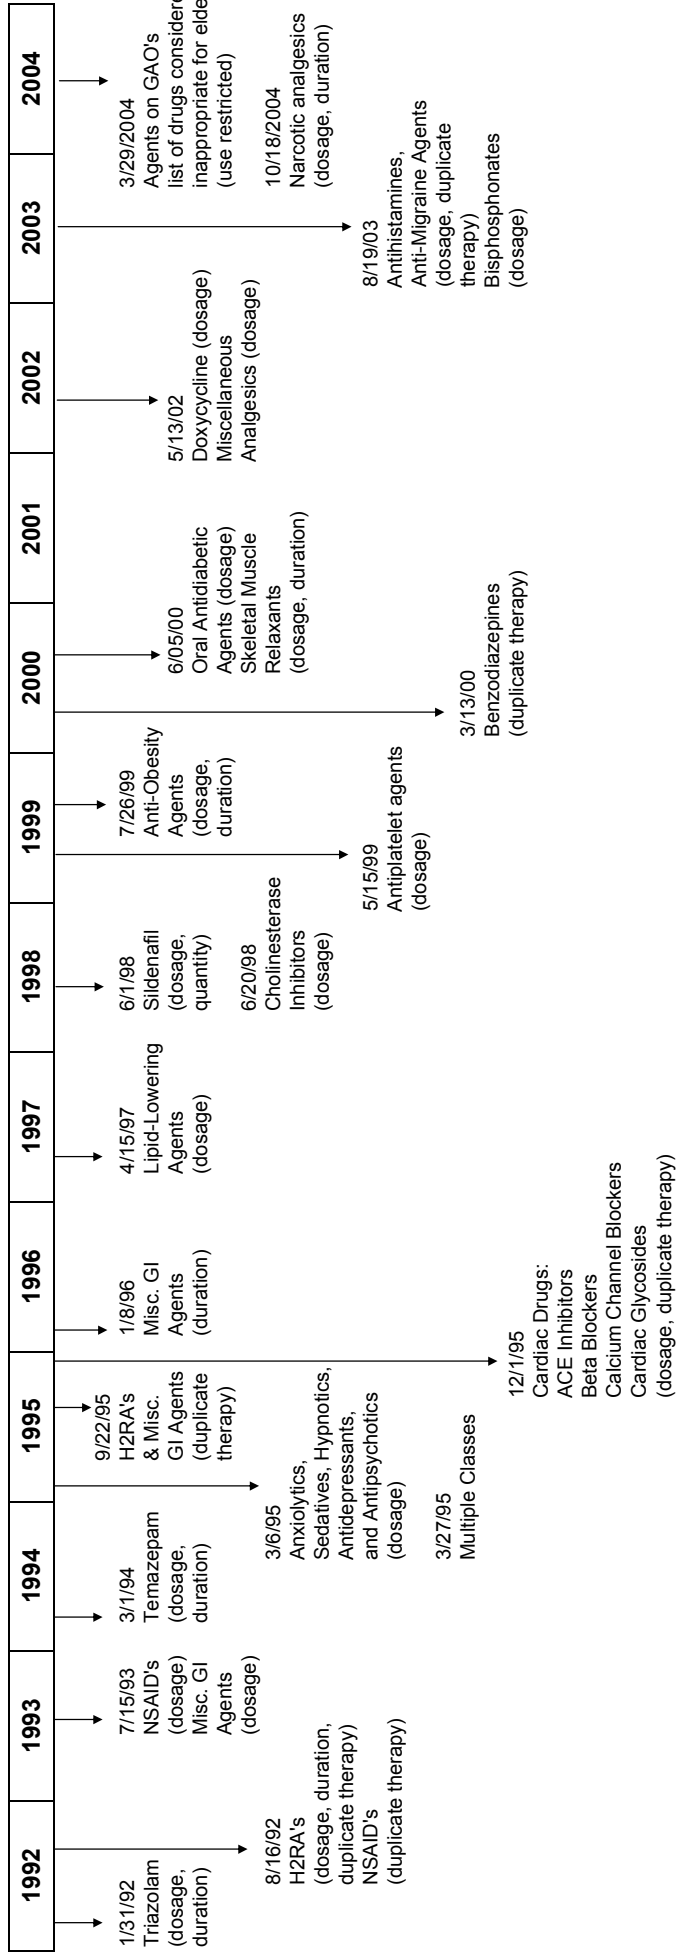 1992
1993
1994
1995
1996
1997
1998
1999
2000
2001
2002
2003
2004
1/31/92
Triazolam
(dosage,
duration)
8/16/92
H2RA's
(dosage, duration,
duplicate therapy)
NSAID's
(duplicate therapy)
7/15/93
NSAID's
(dosage)
Misc. GI
Agents
(dosage)
3/1/94
Temazepam
(dosage,
duration)
3/6/95
Anxiolytics,
Sedatives, Hypnotics,
Antidepressants,
and Antipsychotics
(dosage)
3/27/95
Multiple Classes
9/22/95
H2RA's
& Misc.
GI Agents
(duplicate
therapy)
12/1/95
Cardiac Drugs:
ACE Inhibitors
Beta Blockers
Calcium Channel Blockers
Cardiac Glycosides
(dosage, duplicate therapy)
1/8/96
Misc. GI
Agents
(duration)
4/15/97
Lipid-Lowering
Agents
(dosage)
6/1/98
Sildenafil
(dosage,
quantity)
6/20/98
Cholinesterase
Inhibitors
(dosage)
5/15/99
Antiplatelet agents
(dosage)
7/26/99
Anti-Obesity
Agents
(dosage,
duration)
3/13/00
Benzodiazepines
(duplicate therapy)
6/05/00
Oral Antidiabetic
Agents (dosage)
Skeletal Muscle
Relaxants
(dosage, duration)
5/13/02
Doxycycline (dosage)
Miscellaneous
Analgesics (dosage)
8/19/03
Antihistamines,
Anti-Migraine Agents
(dosage, duplicate
therapy)
Bisphosphonates
(dosage)
3/29/2004
Agents on GAO's
list of drugs considere
inappropriate for elde
(use restricted)
10/18/2004
Narcotic analgesics
(dosage, duration)